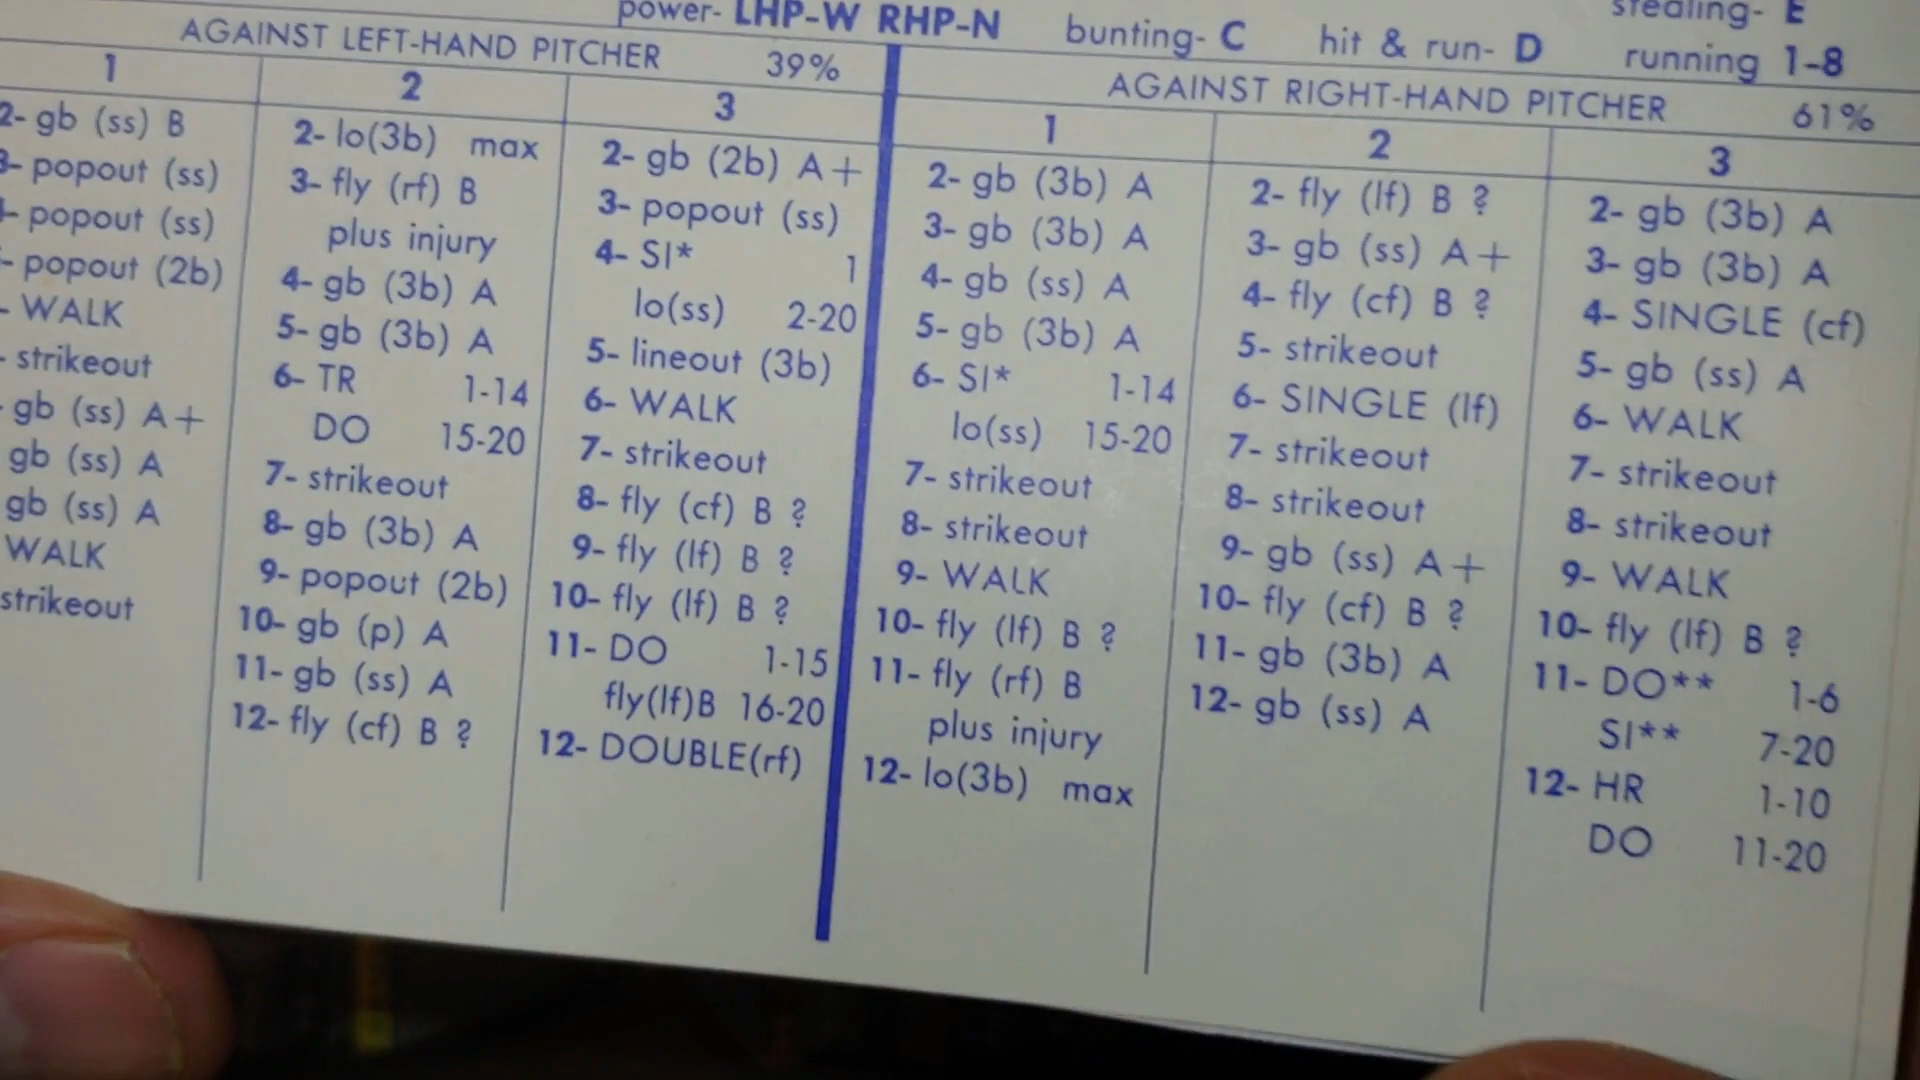 power- LHP-W RHP-N bunting- C hit & run- D stealing- E
running 1-8
AGAINST LEFT-HAND PITCHER 39%
1
2- gb (ss) B
3- popout (ss)
- popout (ss)
- popout (2b)
- WALK
- strikeout
gb (ss) A+
gb (ss) A
gb (ss) A
WALK
strikeout
2
2- lo(3b) max
3- fly (rf) B
plus injury
4- gb (3b) A
5- gb (3b) A
6- TR 1-14
DO 15-20
7- strikeout
8- gb (3b) A
9- popout (2b)
10- gb (p) A
11- gb (ss) A
12- fly (cf) B ?
3
2- gb (2b) A+
3- popout (ss)
4- SI* 1
lo(ss) 2-20
5- lineout (3b)
6- WALK
7- strikeout
8- fly (cf) B ?
9- fly (lf) B ?
10- fly (lf) B ?
11- DO 1-15
fly(lf)B 16-20
12- DOUBLE(rf)
AGAINST RIGHT-HAND PITCHER 61%
1
2- gb (3b) A
3- gb (3b) A
4- gb (ss) A
5- gb (3b) A
6- SI* 1-14
lo(ss) 15-20
7- strikeout
8- strikeout
9- WALK
10- fly (lf) B ?
11- fly (rf) B
plus injury
12- lo(3b) max
2
2- fly (lf) B ?
3- gb (ss) A+
4- fly (cf) B ?
5- strikeout
6- SINGLE (lf)
7- strikeout
8- strikeout
9- gb (ss) A+
10- fly (cf) B ?
11- gb (3b) A
12- gb (ss) A
3
2- gb (3b) A
3- gb (3b) A
4- SINGLE (cf)
5- gb (ss) A
6- WALK
7- strikeout
8- strikeout
9- WALK
10- fly (lf) B ?
11- DO** 1-6
SI** 7-20
12- HR 1-10
DO 11-20